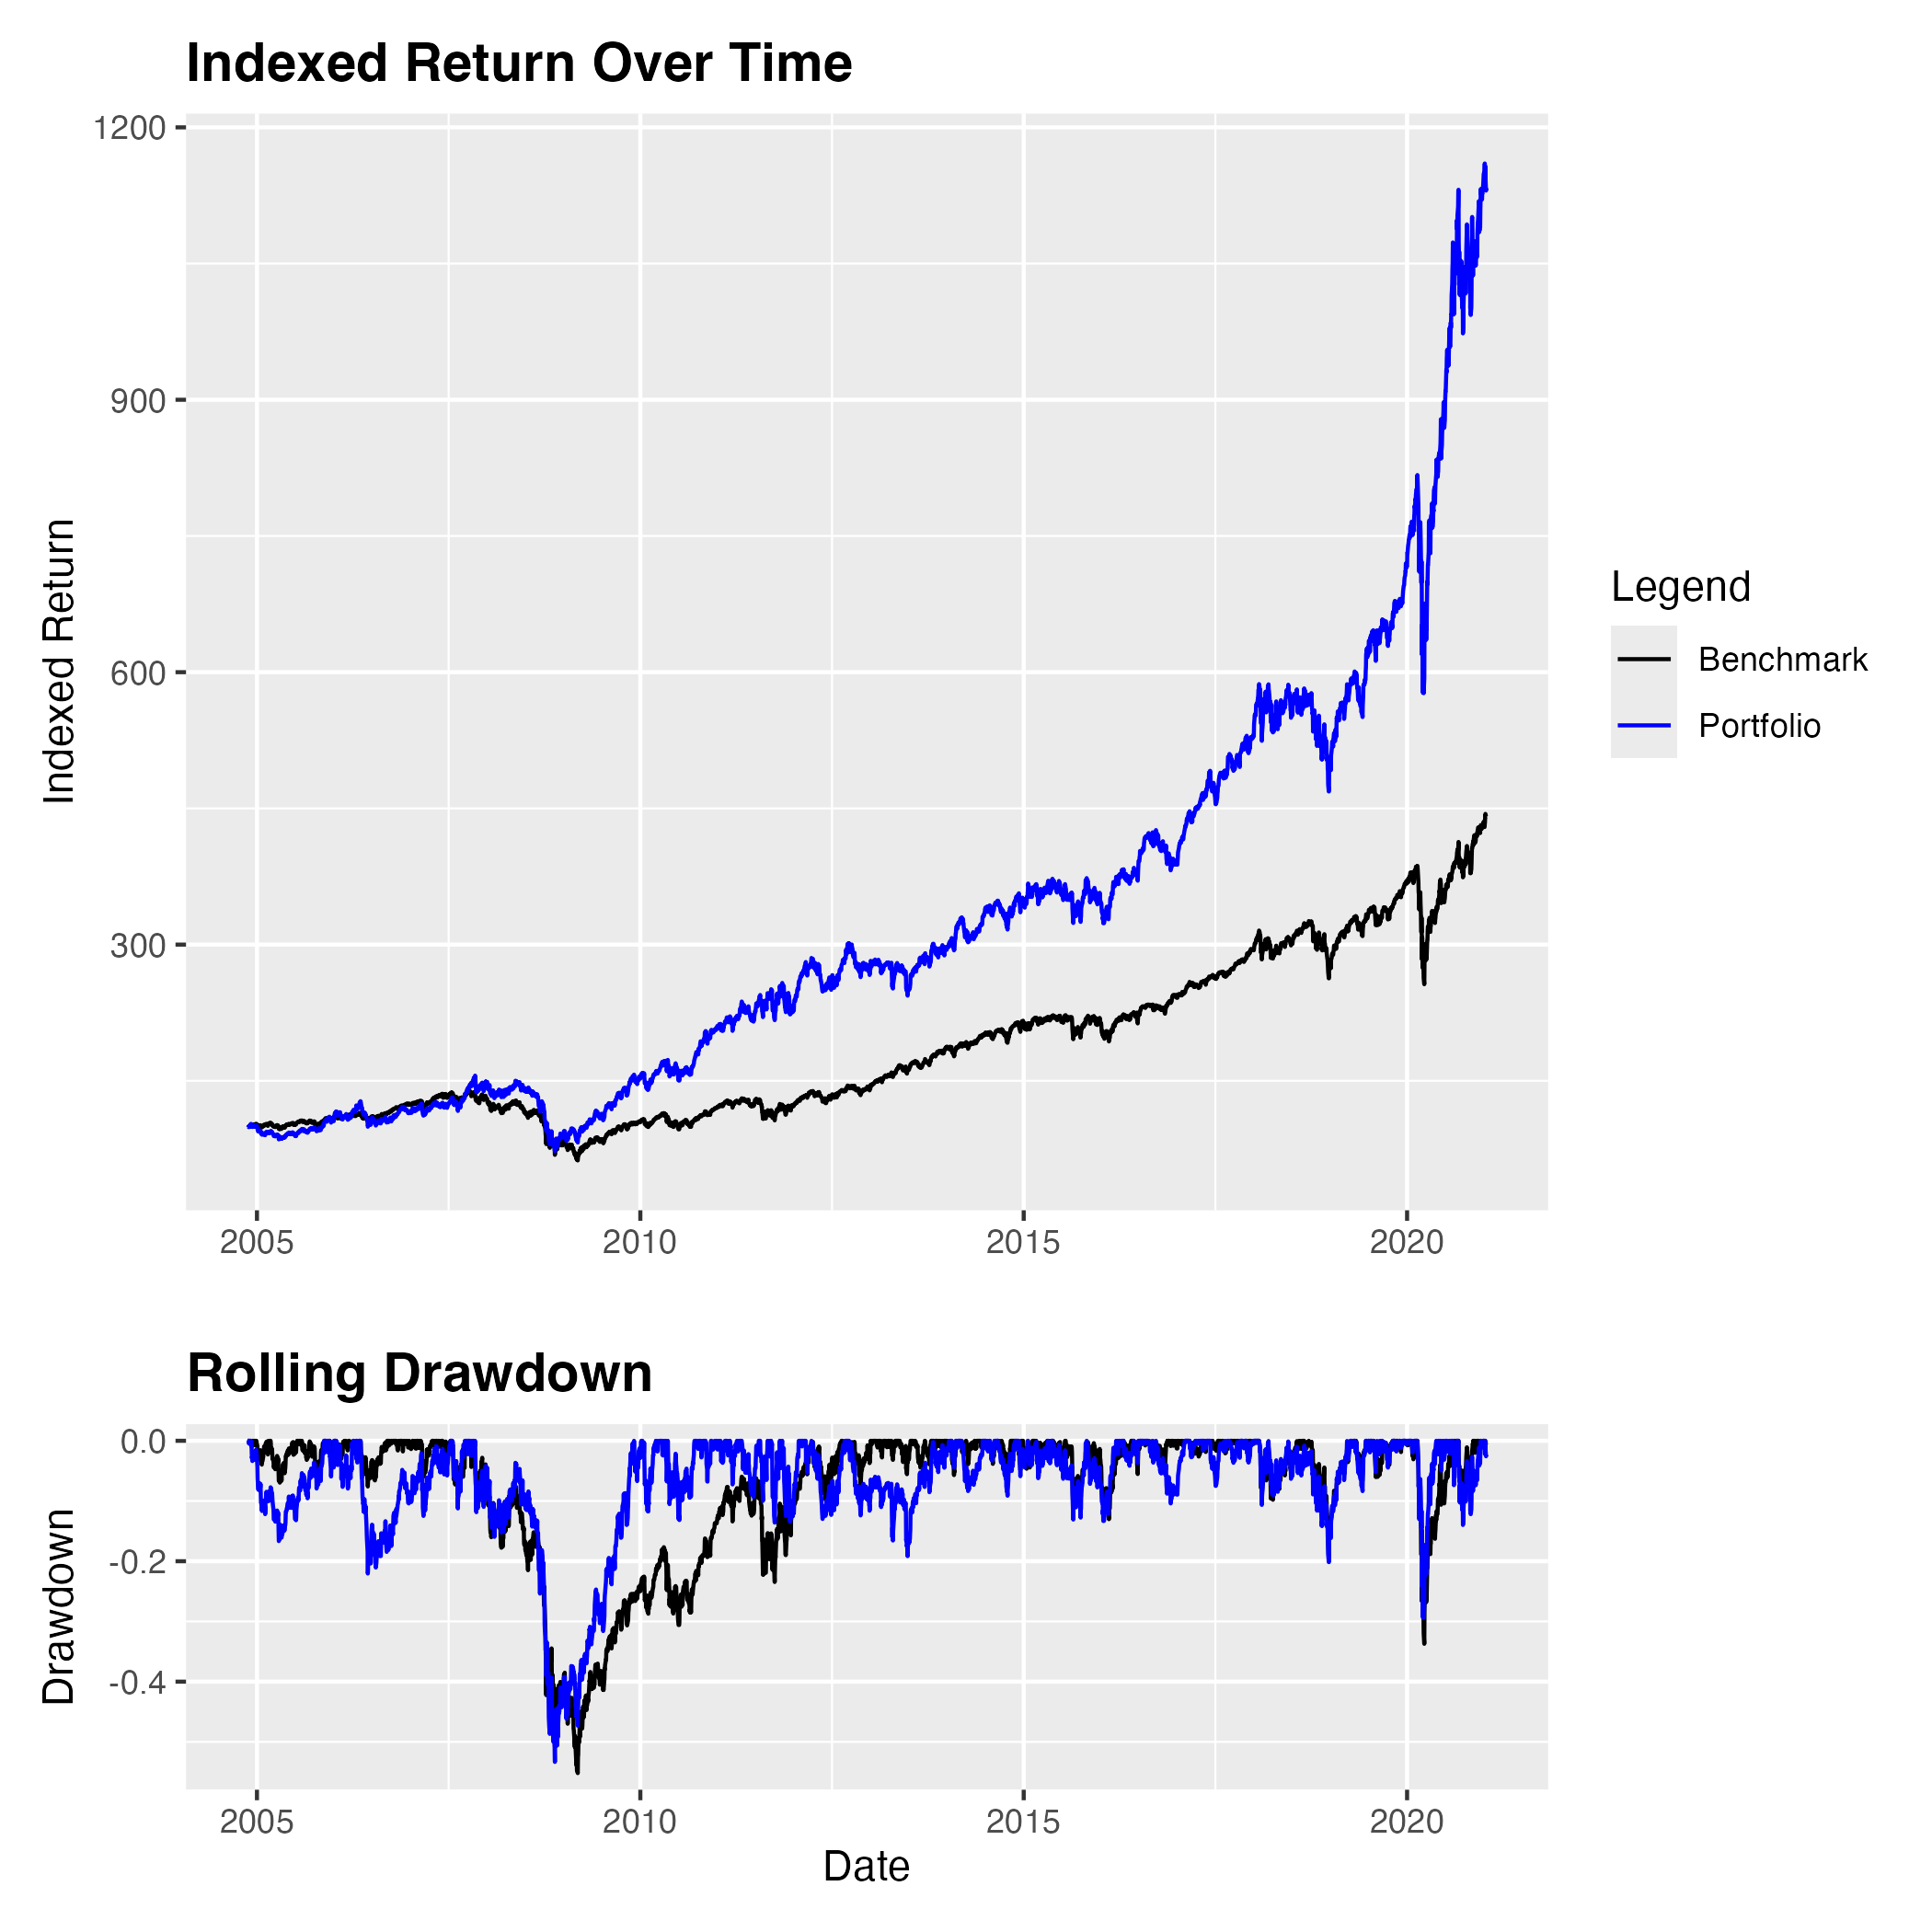 Indexed Return Over Time
1200
900
600
300
Indexed Return
2005 2010 2015 2020
Legend
Benchmark
Portfolio
Rolling Drawdown
0.0
-0.2
-0.4
Drawdown
2005 2010 2015 2020
Date